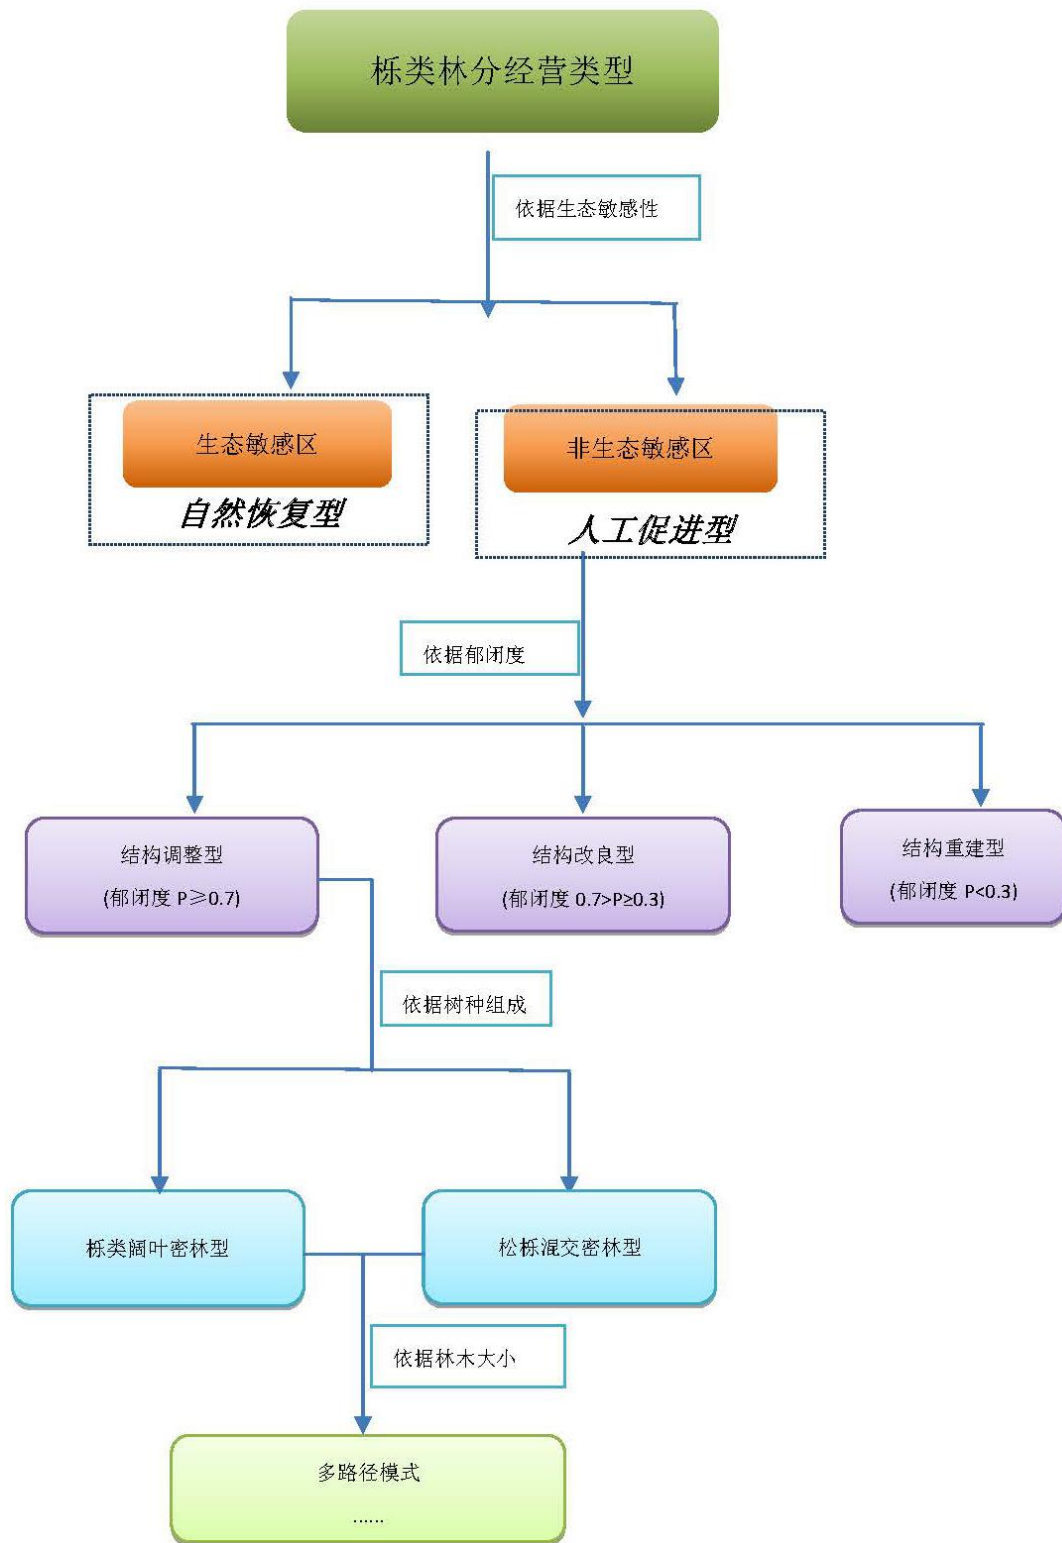 栎类林分经营类型
依据生态敏感性
生态敏感区
自然恢复型
非生态敏感区
人工促进型
依据郁闭度
结构调整型
(郁闭度 P≥0.7)
结构改良型
(郁闭度 0.7>P≥0.3)
结构重建型
(郁闭度 P<0.3)
依据树种组成
栎类阔叶密林型
松栎混交密林型
依据林木大小
多路径模式
......